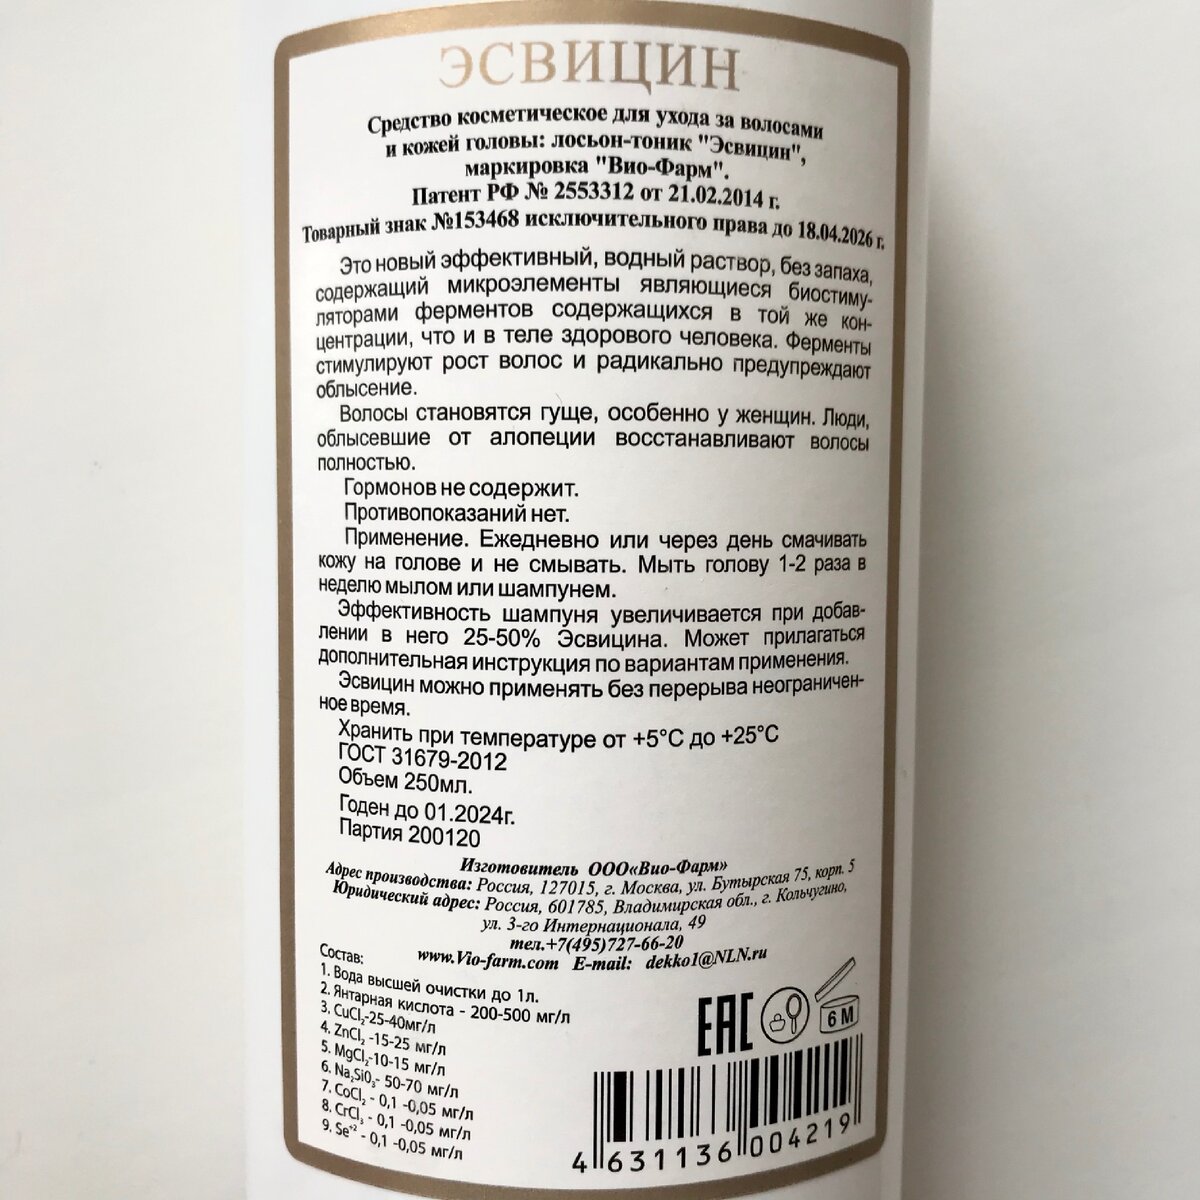 ЭСВИЦИН
Средство косметическое для ухода за волосами
и кожей головы: лосьон-тоник "Эсвицин",
маркировка "Вио-Фарм".
Патент РФ № 2553312 от 21.02.2014 г.
Товарный знак №153468 исключительного права до 18.04.2026 г.
Это новый эффективный, водный раствор, без запаха,
содержащий микроэлементы являющиеся биостиму-
ляторами ферментов содержащихся в той же кон-
центрации, что и в теле здорового человека. Ферменты
стимулируют рост волос и радикально предупреждают
облысение.
Волосы становятся гуще, особенно у женщин. Люди,
облысевшие от алопеции восстанавливают волосы
полностью.
Гормонов не содержит.
Противопоказаний нет.
Применение. Ежедневно или через день смачивать
кожу на голове и не смывать. Мыть голову 1-2 раза в
неделю мылом или шампунем.
Эффективность шампуня увеличивается при добав-
лении в него 25-50% Эсвицина. Может прилагаться
дополнительная инструкция по вариантам применения.
Эсвицин можно применять без перерыва неограничен-
ное время.
Хранить при температуре от +5°C до +25°C
ГОСТ 31679-2012
Объем 250мл.
Годен до 01.2024г.
Партия 200120
Изготовитель ООО«Вио-Фарм»
Адрес производства: Россия, 127015, г. Москва, ул. Бутырская 75, корп. 5
Юридический адрес: Россия, 601785, Владимирская обл., г. Кольчугино,
ул. 3-го Интернационала, 49
тел.+7(495)727-66-20
www.Vio-farm.com E-mail: dekko1@NLN.ru
Состав:
1. Вода высшей очистки до 1л.
2. Янтарная кислота - 200-500 мг/л
3. CuCl₂-25-40мг/л
4. ZnCl₂ -15-25 мг/л
5. MgCl₂-10-15 мг/л
6. Na₂SiO₃- 50-70 мг/л
7. CoCl₂ - 0,1 -0,05 мг/л
8. CrCl₃ - 0,1 -0,05 мг/л
9. Se⁺² - 0,1 -0,05 мг/л
EAC
6 M
4 631136 004219